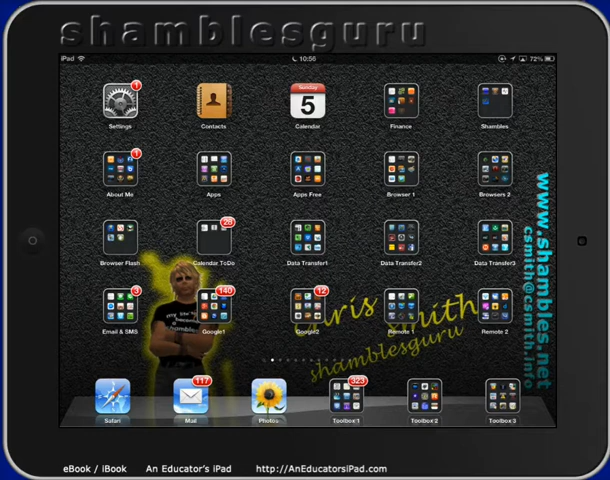 shamblesguru
iPad 10:56 72%
1
Settings Contacts Sunday 5 Calendar Finance Shambles
1
About Me Apps Apps Free Browser 1 Browsers 2
28
Browser Flash Calendar ToDo Data Transfer1 Data Transfer2 Data Transfer3
3 140 12
Email & SMS Google1 Google2 Remote 1 Remote 2
www.shambles.net
csmith@csmith.info
Chris Smith
shamblesguru
117 323
Safari Mail Photos Toolbox 1 Toolbox 2 Toolbox 3
eBook / iBook An Educator's iPad http://AnEducatorsiPad.com